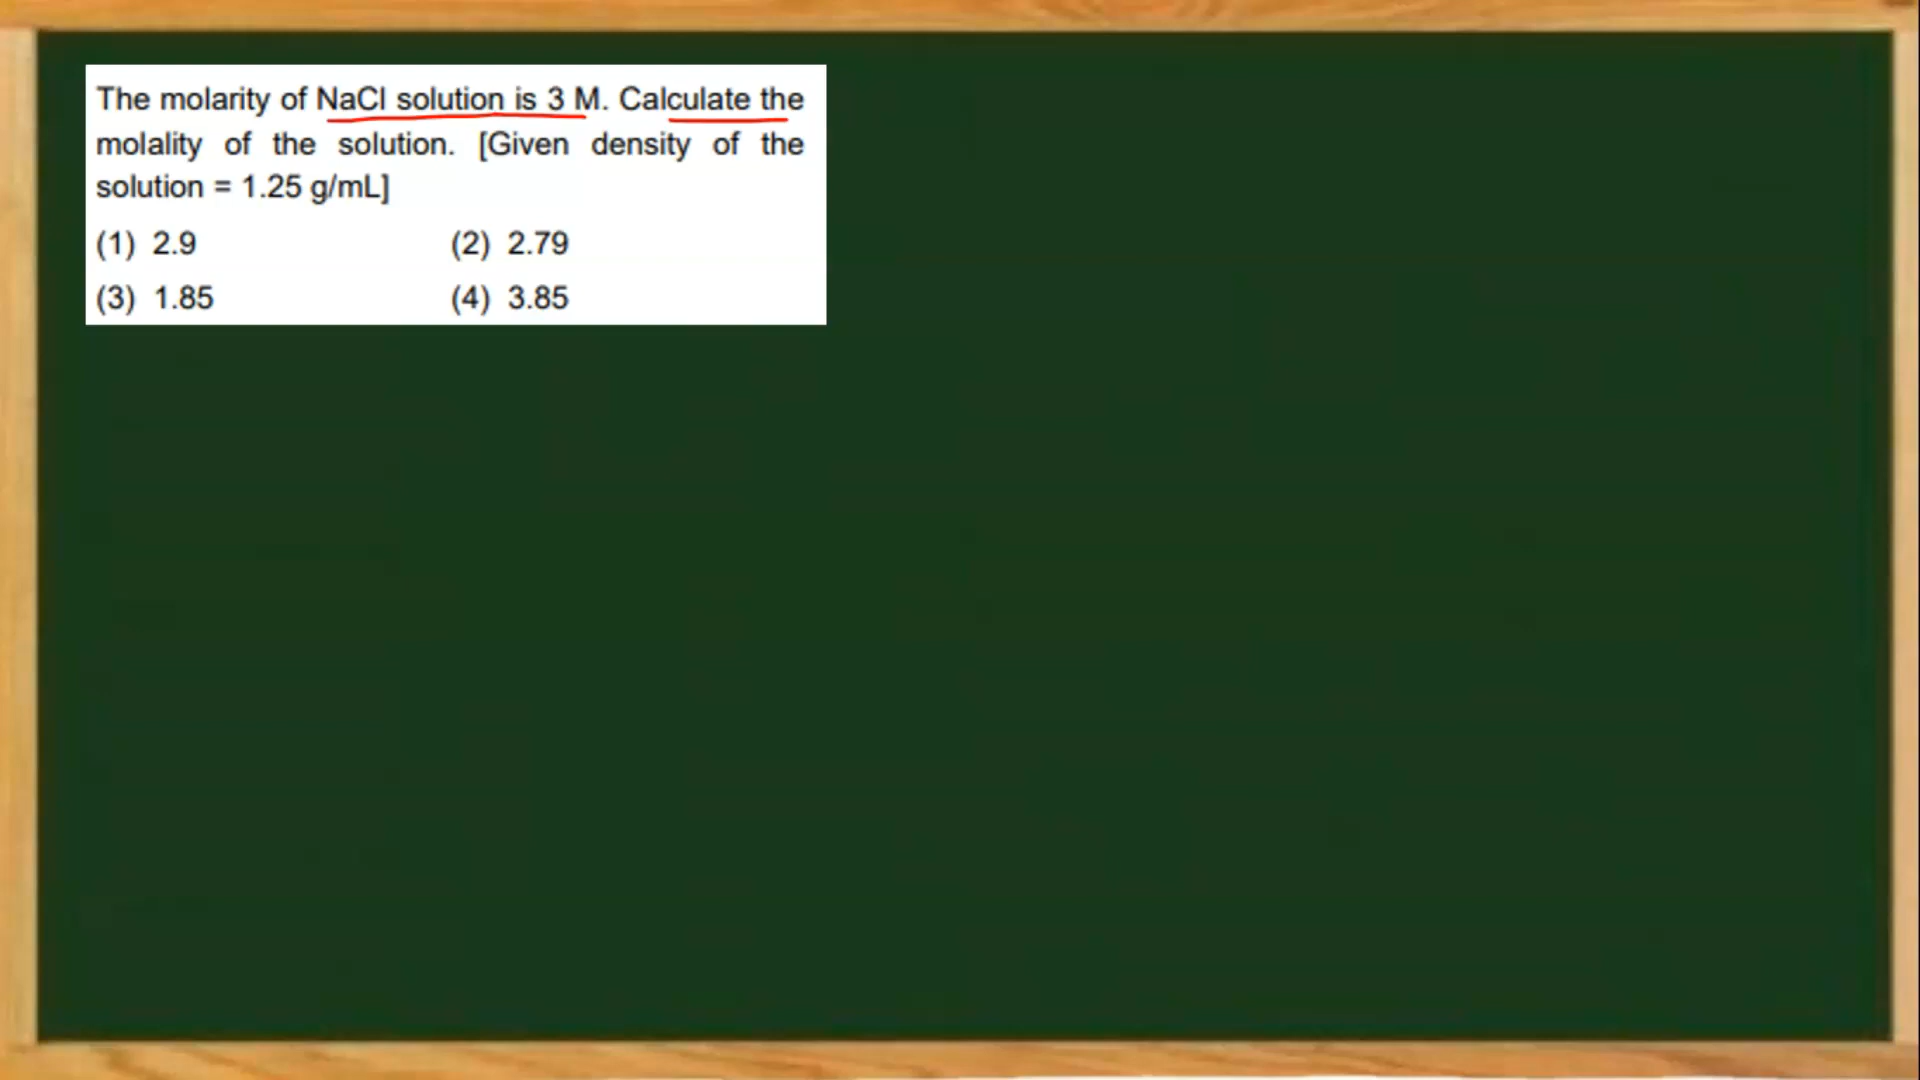 The molarity of NaCl solution is 3 M. Calculate the
molality of the solution. [Given density of the
solution = 1.25 g/mL]
(1) 2.9 (2) 2.79
(3) 1.85 (4) 3.85